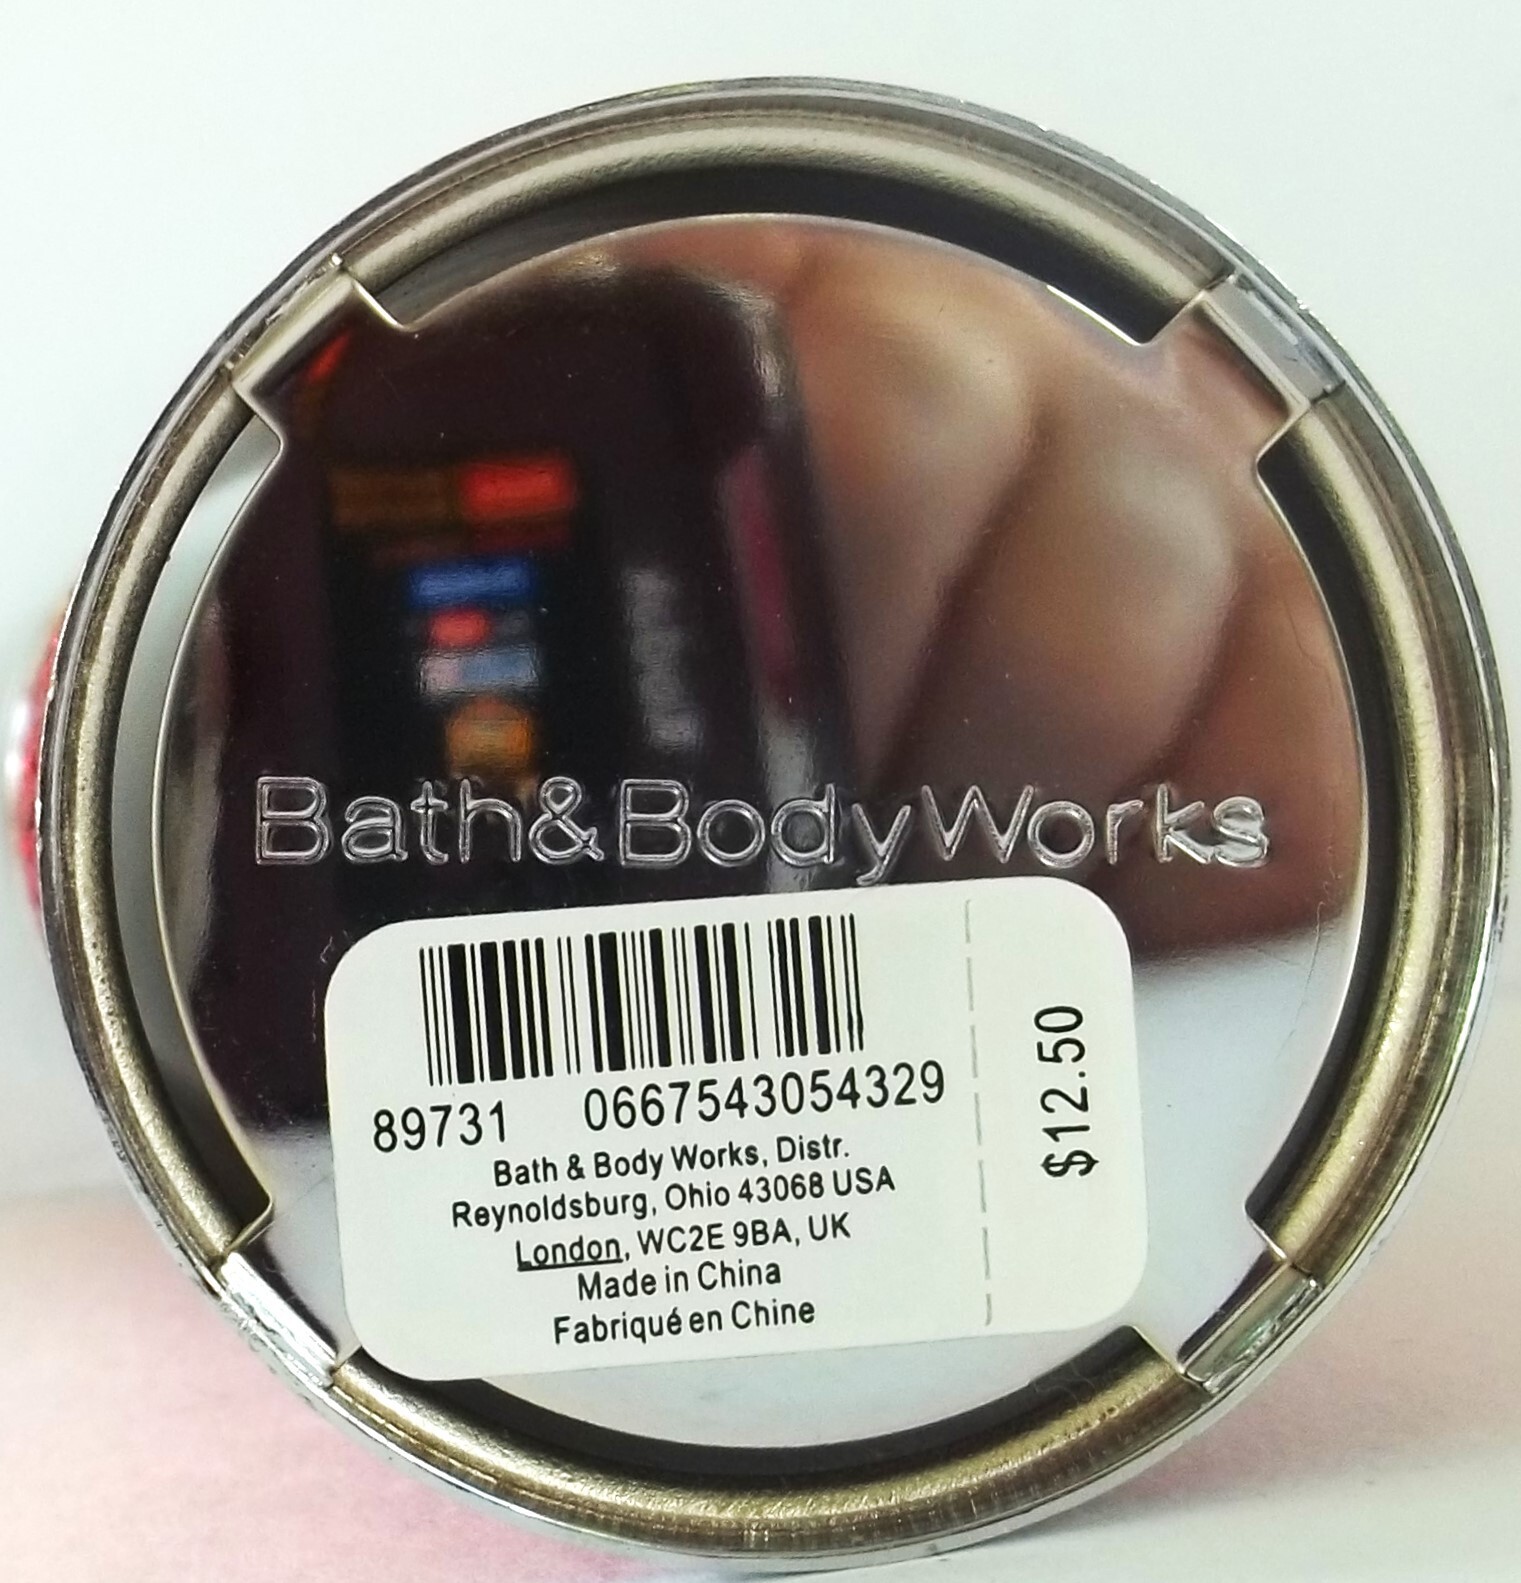 Bath&BodyWorks
89731 0667543054329
Bath & Body Works, Distr.
Reynoldsburg, Ohio 43068 USA
London, WC2E 9BA, UK
Made in China
Fabriqué en Chine
$12.50